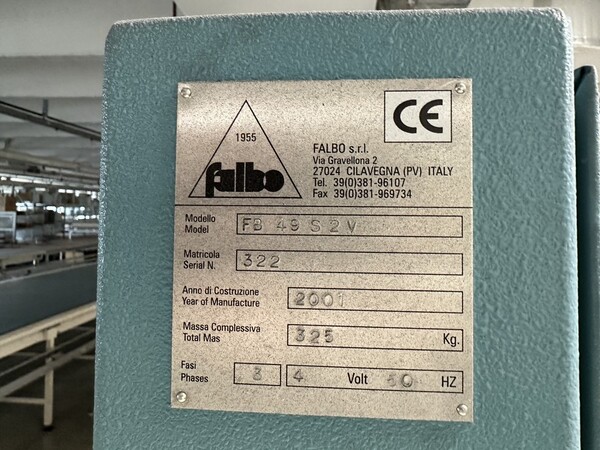 1955
falbo
CE
FALBO s.r.l.
Via Gravellona 2
27024 CILAVEGNA (PV) ITALY
Tel. 39(0)381-96107
Fax 39(0)381-969734
Modello
Model
FB 49 S 2 V
Matricola
Serial N.
322
Anno di Costruzione
Year of Manufacture
2001
Massa Complessiva
Total Mas
325 Kg.
Fasi
Phases
3 4 Volt 50 HZ